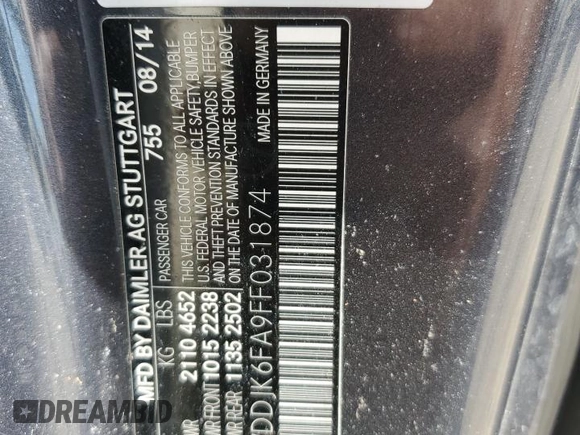 MFD BY DAIMLER AG STUTTGART
755 08/14
PASSENGER CAR
KG LBS
2110 4652
1015 2238
1135 2502
THIS VEHICLE CONFORMS TO ALL APPLICABLE
U.S. FEDERAL MOTOR VEHICLE SAFETY, BUMPER
AND THEFT PREVENTION STANDARDS IN EFFECT
ON THE DATE OF MANUFACTURE SHOWN ABOVE
DDJK6FA9FF031874
MADE IN GERMANY
DREAMBID